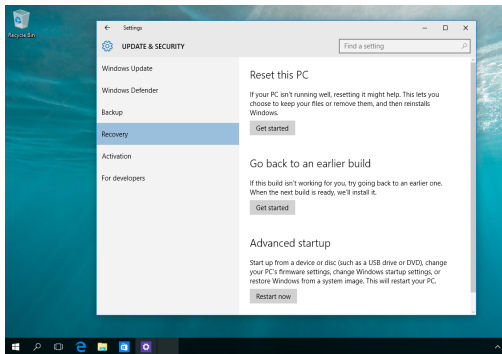 Recycle Bin
Settings
UPDATE & SECURITY
Find a setting
Windows Update
Windows Defender
Backup
Recovery
Activation
For developers
Reset this PC
If your PC isn't running well, resetting it might help. This lets you
choose to keep your files or remove them, and then reinstalls
Windows.
Get started
Go back to an earlier build
If this build isn't working for you, try going back to an earlier one.
When the next build is ready, we'll install it.
Get started
Advanced startup
Start up from a device or disc (such as a USB drive or DVD), change
your PC's firmware settings, change Windows startup settings, or
restore Windows from a system image. This will restart your PC.
Restart now